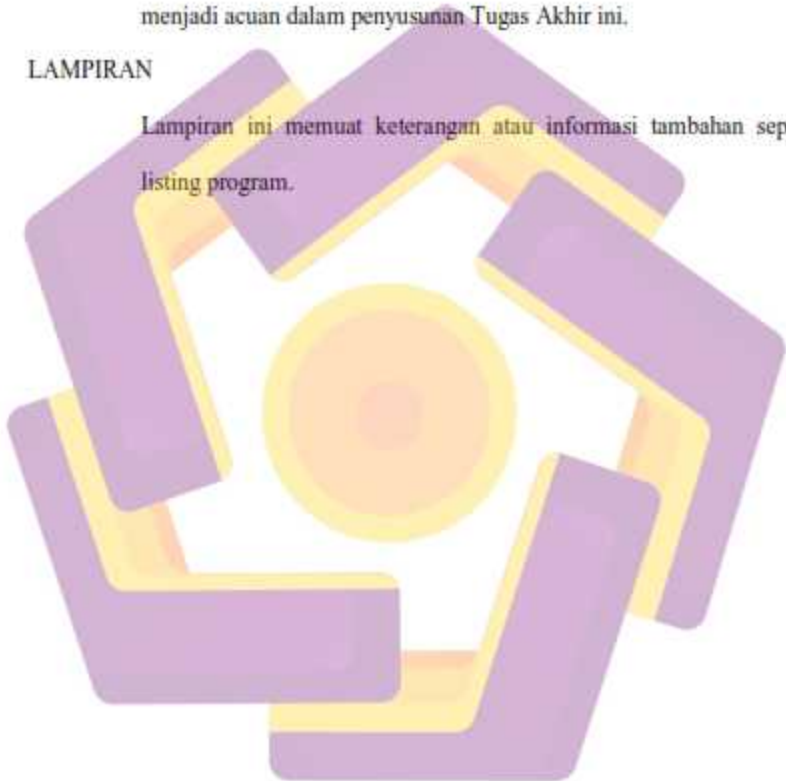 menjadi acuan dalam penyusunan Tugas Akhir ini.
LAMPIRAN
Lampiran ini memuat keterangan atau informasi tambahan sep
listing program.